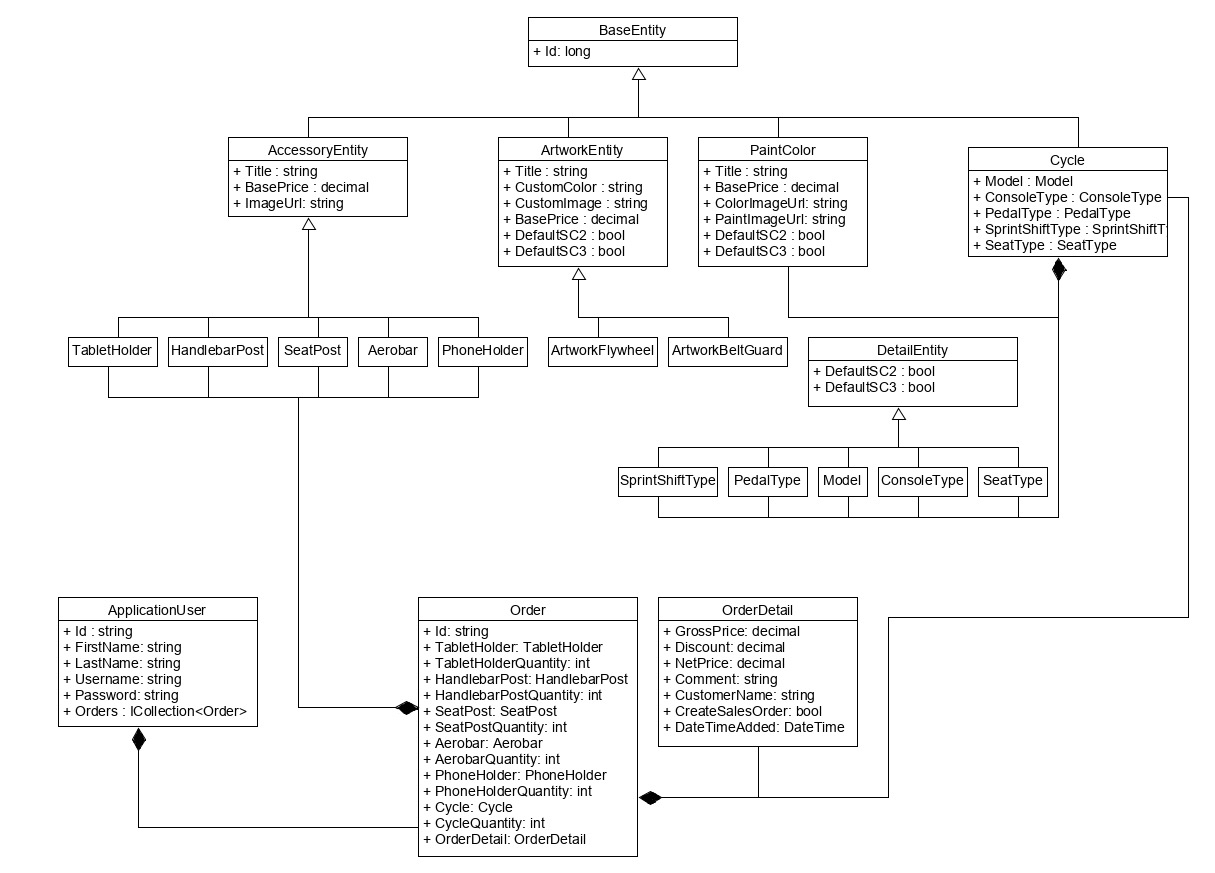 BaseEntity
+ Id: long
AccessoryEntity
+ Title : string
+ BasePrice : decimal
+ ImageUrl: string
ArtworkEntity
+ Title : string
+ CustomColor : string
+ CustomImage : string
+ BasePrice : decimal
+ DefaultSC2 : bool
+ DefaultSC3 : bool
PaintColor
+ Title : string
+ BasePrice : decimal
+ ColorImageUrl: string
+ PaintImageUrl: string
+ DefaultSC2 : bool
+ DefaultSC3 : bool
Cycle
+ Model : Model
+ ConsoleType : ConsoleType
+ PedalType : PedalType
+ SprintShiftType : SprintShiftT
+ SeatType : SeatType
TabletHolder
HandlebarPost
SeatPost
Aerobar
PhoneHolder
ArtworkFlywheel
ArtworkBeltGuard
DetailEntity
+ DefaultSC2 : bool
+ DefaultSC3 : bool
SprintShiftType
PedalType
Model
ConsoleType
SeatType
ApplicationUser
+ Id : string
+ FirstName: string
+ LastName: string
+ Username: string
+ Password: string
+ Orders : ICollection<Order>
Order
+ Id: string
+ TabletHolder: TabletHolder
+ TabletHolderQuantity: int
+ HandlebarPost: HandlebarPost
+ HandlebarPostQuantity: int
+ SeatPost: SeatPost
+ SeatPostQuantity: int
+ Aerobar: Aerobar
+ AerobarQuantity: int
+ PhoneHolder: PhoneHolder
+ PhoneHolderQuantity: int
+ Cycle: Cycle
+ CycleQuantity: int
+ OrderDetail: OrderDetail
OrderDetail
+ GrossPrice: decimal
+ Discount: decimal
+ NetPrice: decimal
+ Comment: string
+ CustomerName: string
+ CreateSalesOrder: bool
+ DateTimeAdded: DateTime